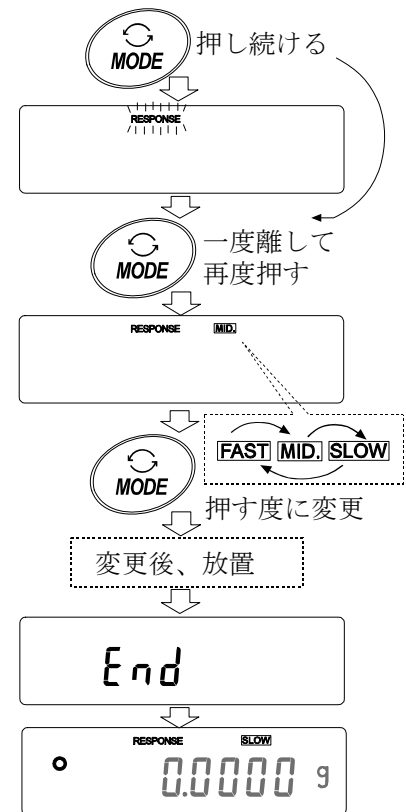 MODE
押し続ける
RESPONSE
MODE
一度離して
再度押す
RESPONSE MID.
FAST MID. SLOW
MODE
押す度に変更
変更後、放置
End
RESPONSE SLOW
0.0000 g